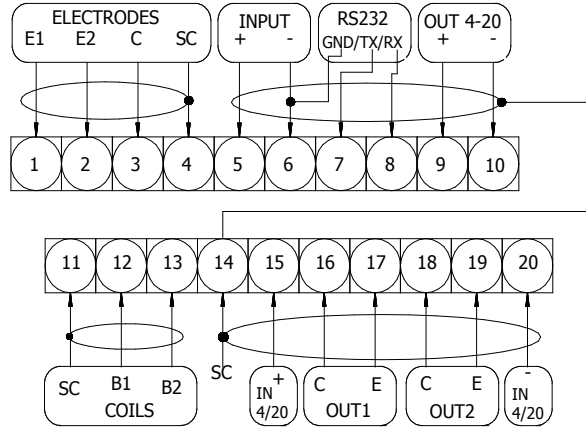 ELECTRODES INPUT RS232 OUT 4-20
E1 E2 C SC + - GND/TX/RX + -
1 2 3 4 5 6 7 8 9 10
11 12 13 14 15 16 17 18 19 20
SC B1 B2 SC + C E C E -
COILS IN 4/20 OUT1 OUT2 IN 4/20